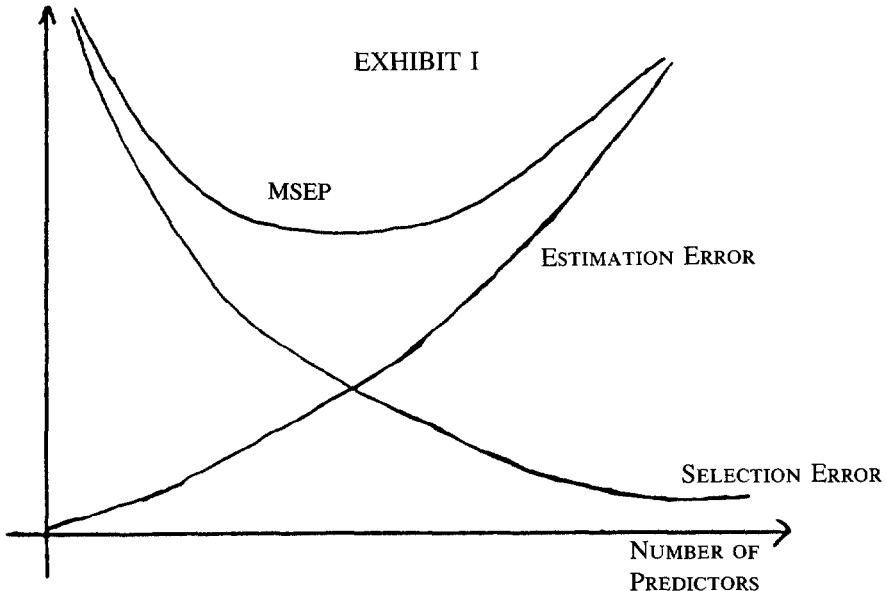 EXHIBIT I
MSEP
ESTIMATION ERROR
SELECTION ERROR
NUMBER OF
PREDICTORS